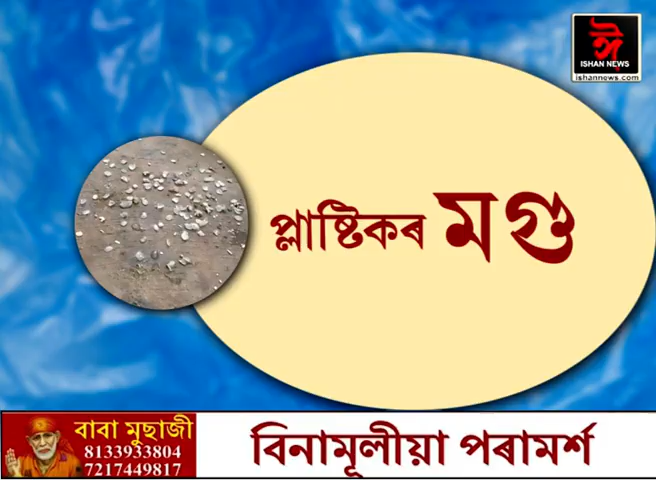 ঈ
ISHAN NEWS
ishannews.com
প্লাষ্টিকৰ মগু
বাবা মুছাজী
8133933804
7217449817
বিনামূলীয়া পৰামৰ্শ